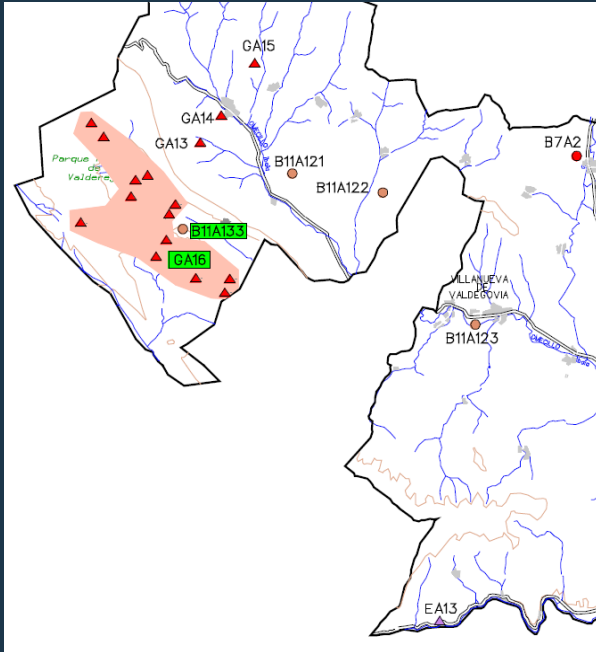 GA15
GA14
GA13
B7A2
B11A121
Parque
de
Valdere
B11A122
B11A133
GA16
VILLANUEVA
DE
VALDEGOVIA
B11A123
EA13